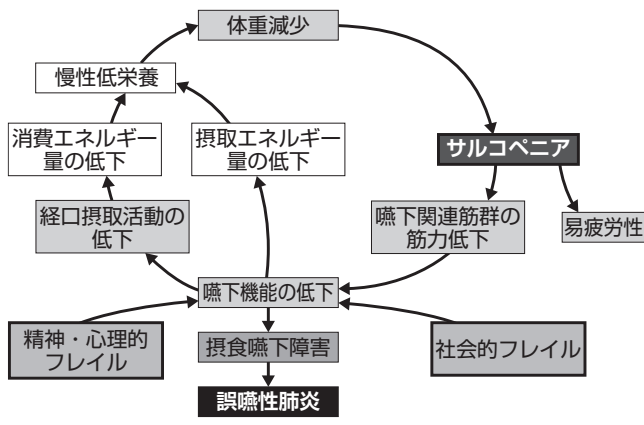 体重減少
慢性低栄養
消費エネルギー
量の低下
摂取エネルギー
量の低下
サルコペニア
経口摂取活動の
低下
嚥下関連筋群の
筋力低下
易疲労性
嚥下機能の低下
精神・心理的
フレイル
摂食嚥下障害
社会的フレイル
誤嚥性肺炎